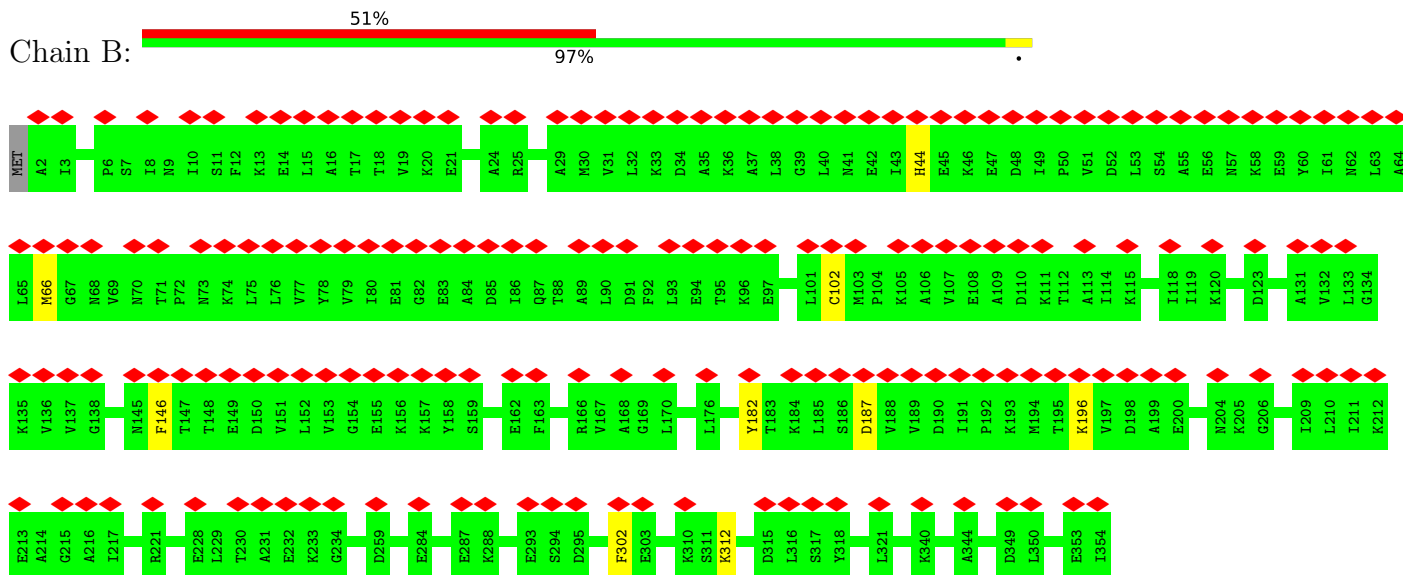 51%
Chain B:
97%
.
MET A2 I3 P6 S7 I8 N9 I10 S11 F12 K13 E14 L15 A16 T17 T18 V19 K20 E21 A24 R25 A29 M30 V31 L32 K33 D34 A35 K36 A37 L38 G39 L40 N41 E42 I43 H44 E45 K46 E47 D48 I49 P50 V51 D52 L53 S54 A55 E56 N57 K58 E59 Y60 I61 N62 L63 A64
L65 M66 G67 N68 V69 N70 T71 P72 N73 K74 L75 L76 V77 Y78 V79 I80 E81 G82 E83 A84 D85 I86 Q87 T88 A89 L90 D91 F92 L93 E94 T95 K96 E97 L101 C102 M103 P104 K105 A106 V107 E108 A109 D110 K111 T112 A113 I114 K115 I118 I119 K120 D123 A131 V132 L133 G134
K135 V136 V137 G138 N145 F146 T147 T148 E149 D150 V151 L152 V153 G154 E155 K156 K157 Y158 S159 E162 F163 R166 V167 A168 G169 L170 L176 Y182 T183 K184 L185 S186 D187 V188 V189 D190 I191 P192 K193 M194 T195 K196 V197 D198 A199 E200 N204 K205 G206 I209 L210 I211 K212
E213 A214 G215 A216 I217 R221 E228 L229 T230 A231 E232 K233 G234 D259 E284 E287 K288 E293 S294 D295 F302 E303 K310 S311 K312 D315 L316 S317 Y318 L321 K340 A344 D349 L350 E353 I354